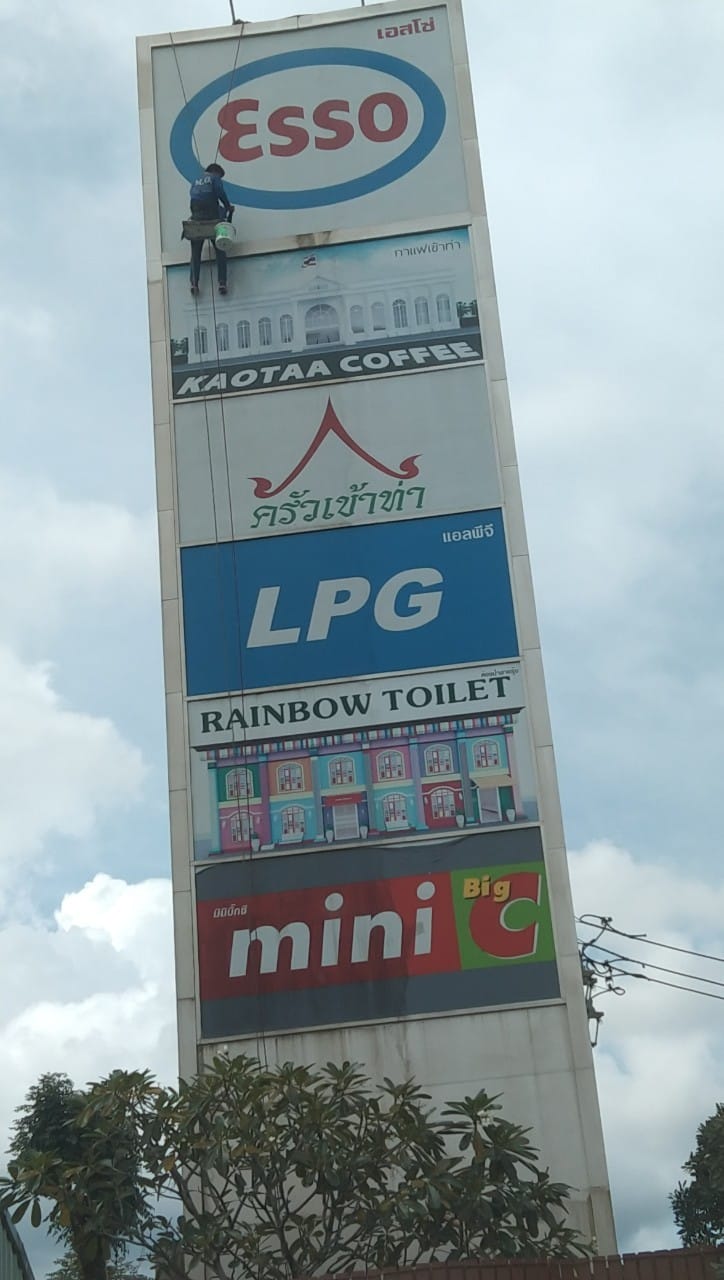 เอสโซ่
Esso
M.G.
กาแฟเข้าท่า
KAOTAA COFFEE
ครัวเข้าท่า
แอลพีจี
LPG
RAINBOW TOILET
มินิบิ๊กซี
mini Big C